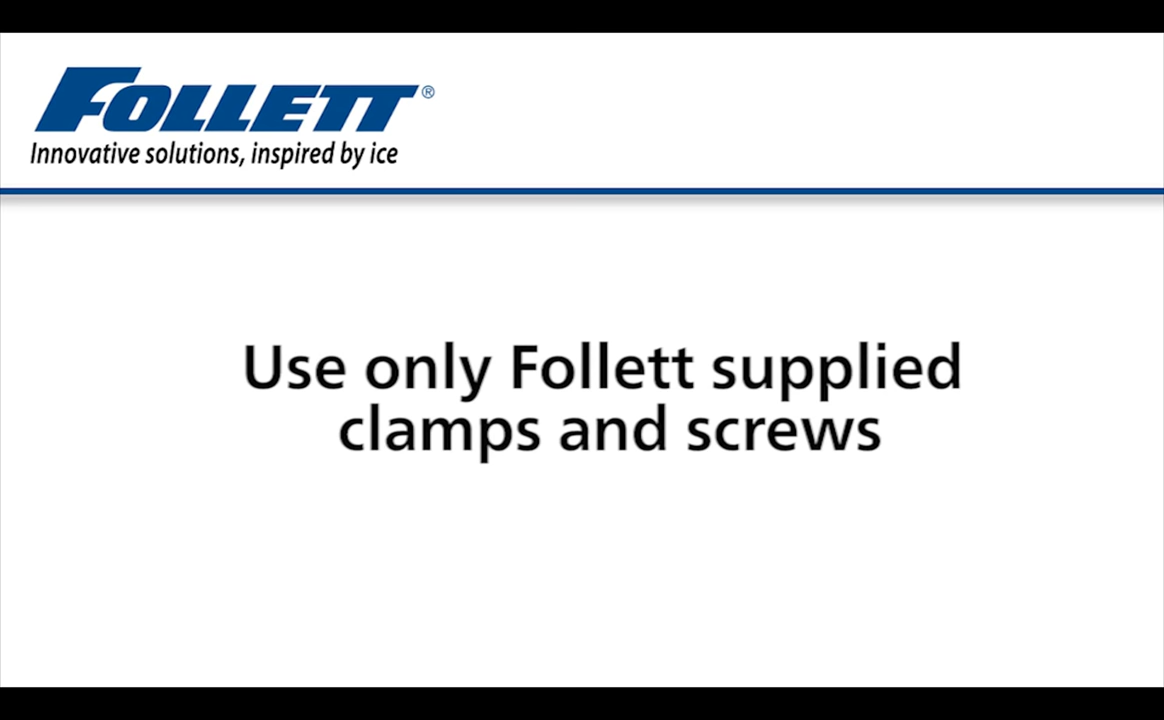 FOLLETT®
Innovative solutions, inspired by ice
Use only Follett supplied
clamps and screws